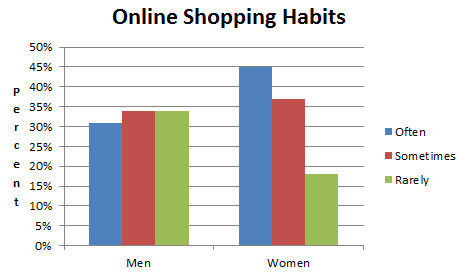 Online Shopping Habits
Percent
50%
45%
40%
35%
30%
25%
20%
15%
10%
5%
0%
Men
Women
Often
Sometimes
Rarely